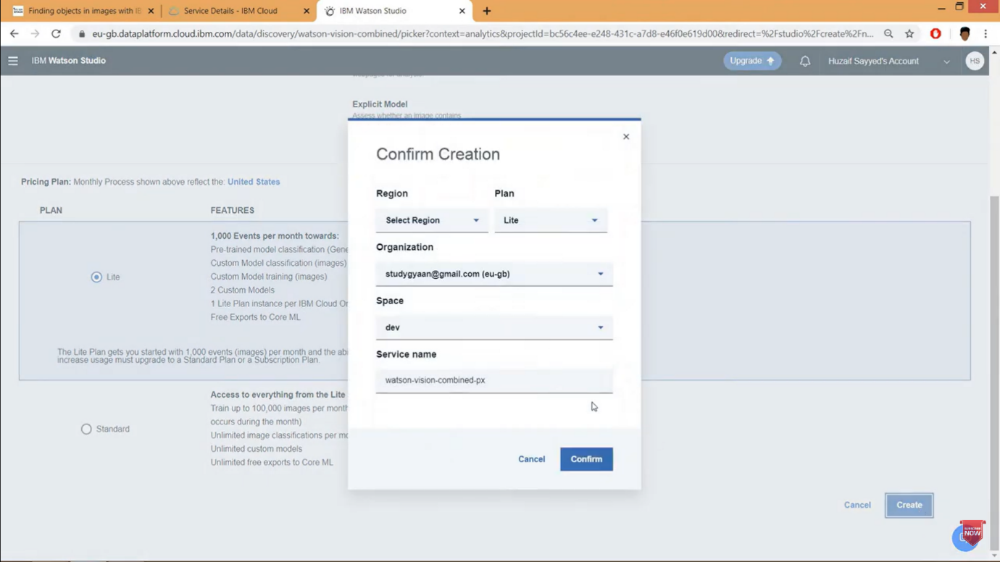 Finding objects in images with IB
Service Details - IBM Cloud
IBM Watson Studio
eu-gb.dataplatform.cloud.ibm.com/data/discovery/watson-vision-combined/picker?context=analytics&projectId=bc56c4ee-e248-431c-a7d8-e46f0e619d00&redirect=%2Fstudio%2Fcreate%2Fn...
IBM Watson Studio
Upgrade
Huzaif Sayyed's Account
HS
Explicit Model
Assess whether an image contains
Confirm Creation
Region
Plan
Select Region
Lite
Organization
studygyaan@gmail.com (eu-gb)
Space
dev
Service name
watson-vision-combined-px
Cancel
Confirm
Pricing Plan: Monthly Process shown above reflect the: United States
PLAN
FEATURES
Lite
1,000 Events per month towards:
Pre-trained model classification (Gene
Custom Model classification (images)
Custom Model training (images)
2 Custom Models
1 Lite Plan instance per IBM Cloud Or
Free Exports to Core ML
The Lite Plan gets you started with 1,000 events (images) per month and the ab
increase usage must upgrade to a Standard Plan or a Subscription Plan.
Standard
Access to everything from the Lite
Train up to 100,000 images per month
occurs during the month)
Unlimited image classifications per mo
Unlimited custom models
Unlimited free exports to Core ML
Cancel
Create
SUBSCRIBE
NOW